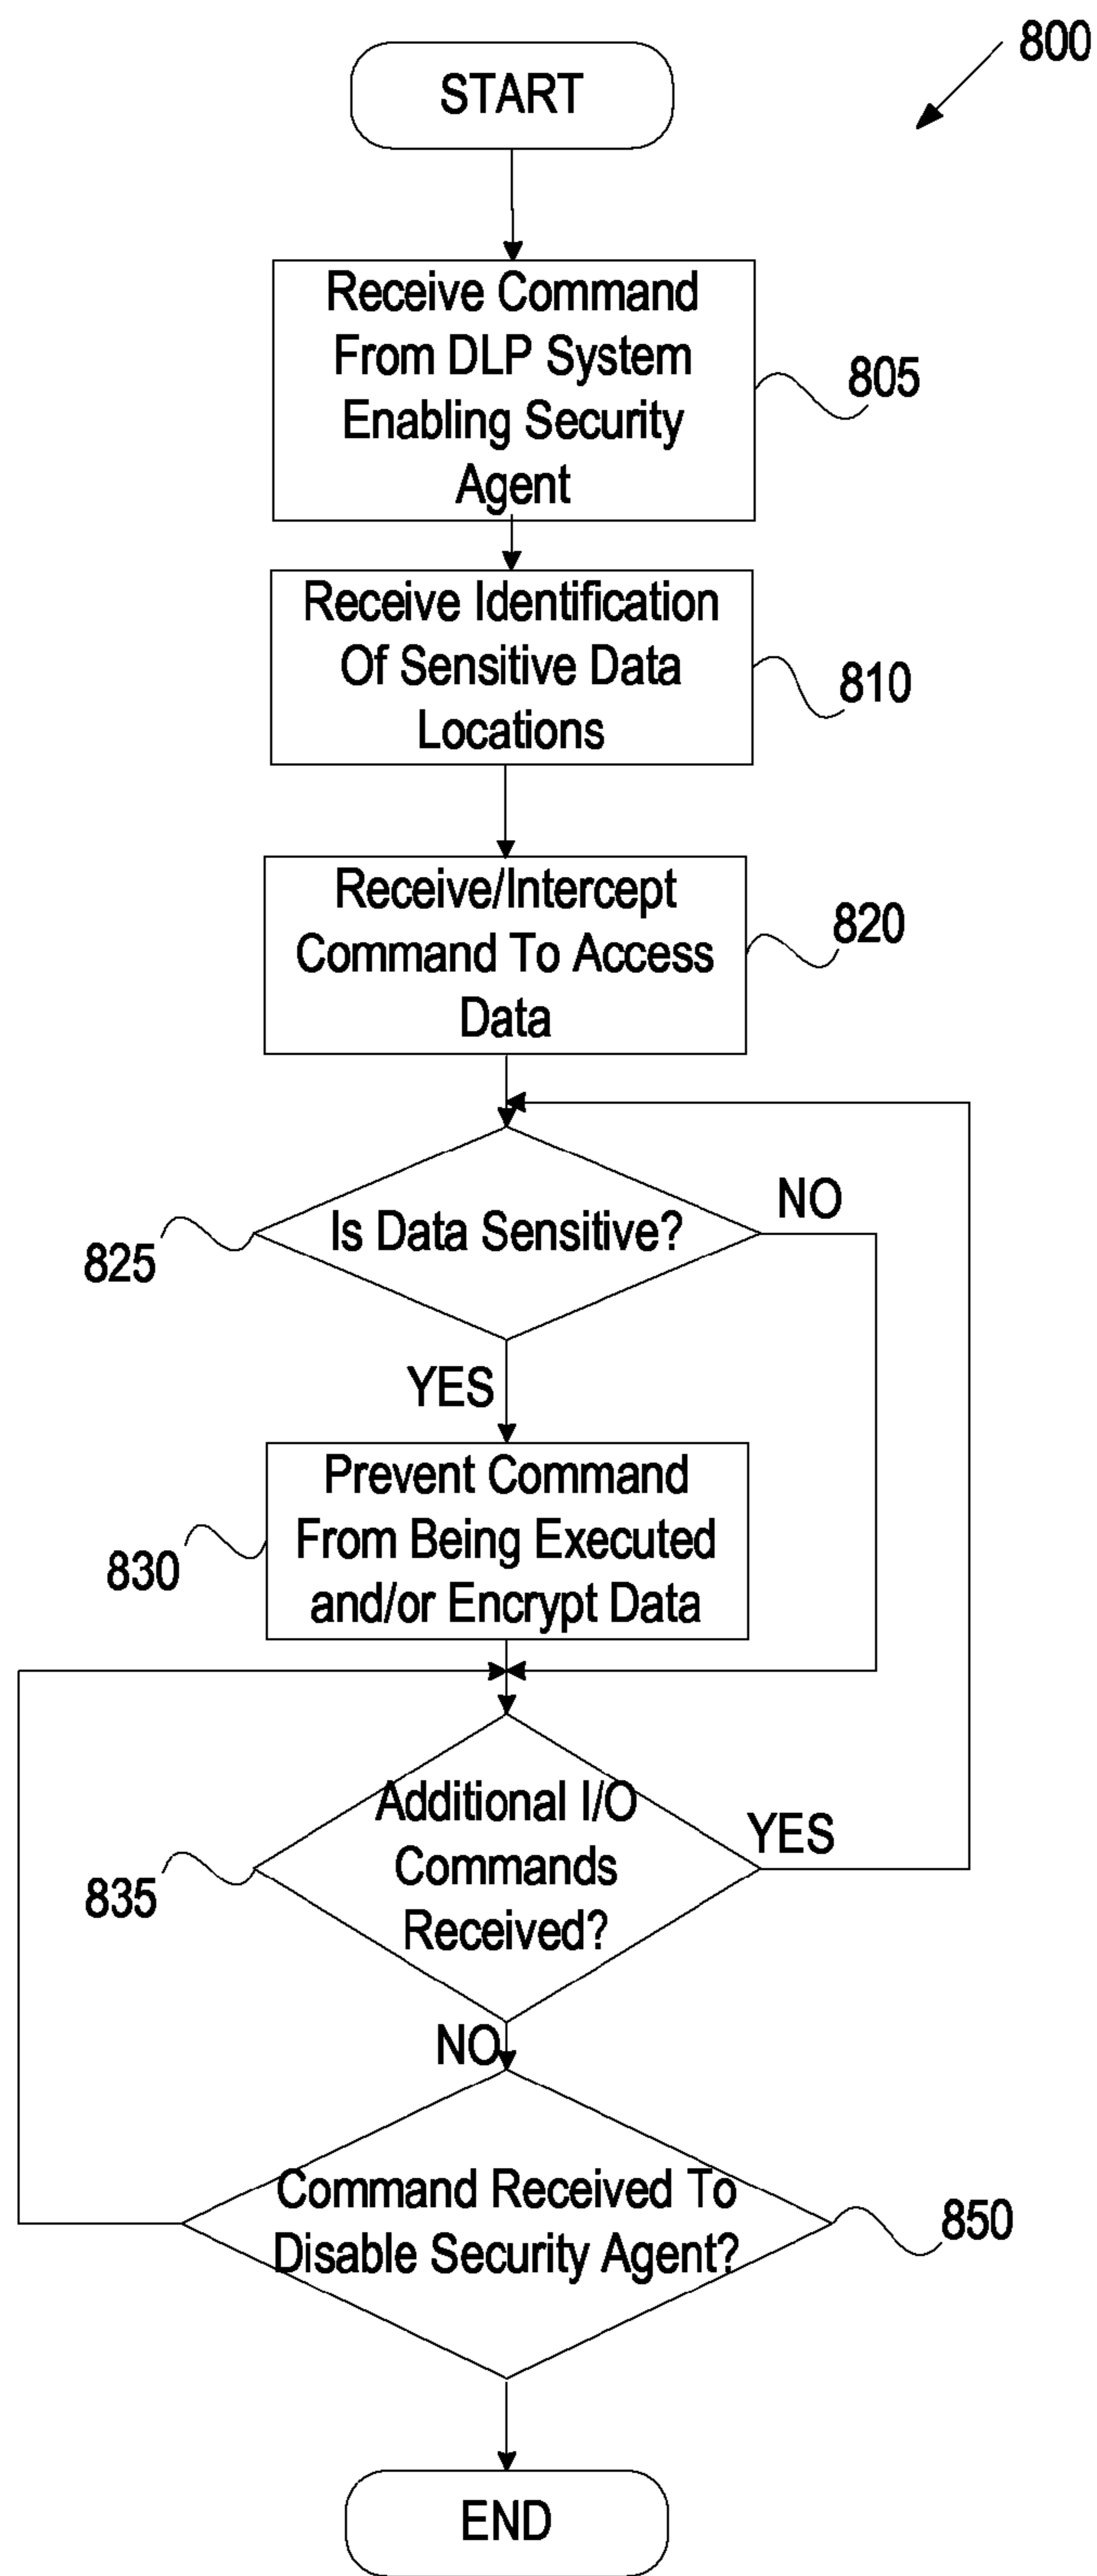 800
START
Receive Command
From DLP System
Enabling Security
Agent
805
Receive Identification
Of Sensitive Data
Locations
810
Receive/Intercept
Command To Access
Data
820
Is Data Sensitive?
NO
825
YES
Prevent Command
From Being Executed
and/or Encrypt Data
830
Additional I/O
Commands
Received?
YES
835
NO
Command Received To
Disable Security Agent?
850
END